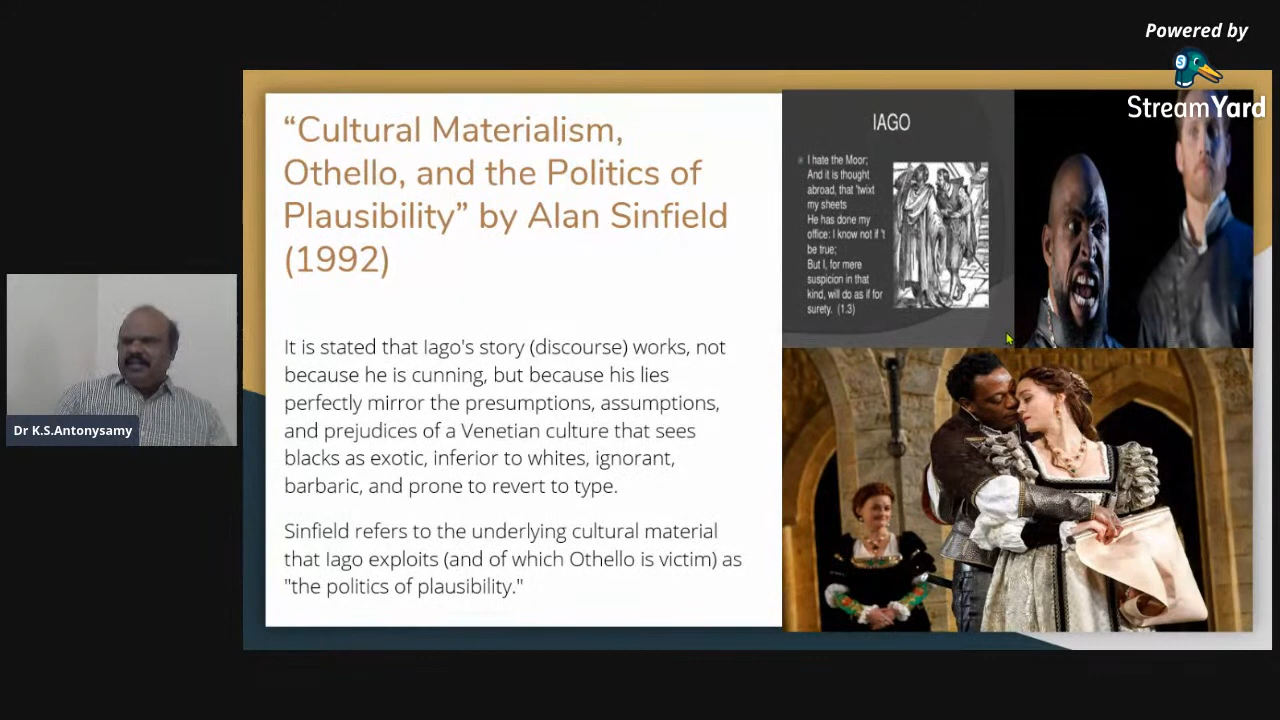 Powered by
StreamYard
“Cultural Materialism,
Othello, and the Politics of
Plausibility” by Alan Sinfield
(1992)
It is stated that Iago's story (discourse) works, not
because he is cunning, but because his lies
perfectly mirror the presumptions, assumptions,
and prejudices of a Venetian culture that sees
blacks as exotic, inferior to whites, ignorant,
barbaric, and prone to revert to type.
Sinfield refers to the underlying cultural material
that Iago exploits (and of which Othello is victim) as
"the politics of plausibility."
IAGO
I hate the Moor;
And it is thought
abroad, that 'twixt
my sheets
He has done my
office: I know not if 't
be true;
But I, for mere
suspicion in that
kind, will do as if for
surety. (1.3)
Dr K.S.Antonysamy